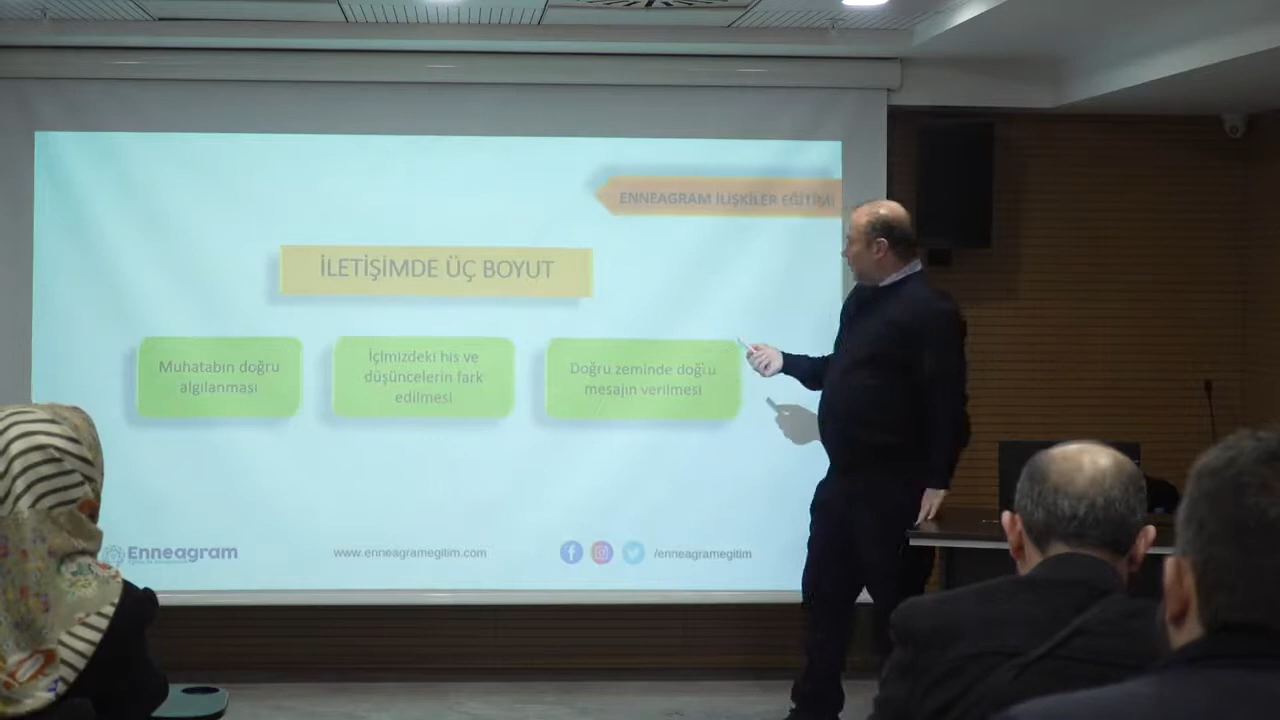 ENNEAGRAM İLİŞKİLER EĞİTİMİ
İLETİŞİMDE ÜÇ BOYUT
Muhatabın doğru
algılanması
İçimizdeki his ve
düşüncelerin fark
edilmesi
Doğru zeminde doğru
mesajın verilmesi
Enneagram
www.enneagramegitim.com
/enneagramegitim